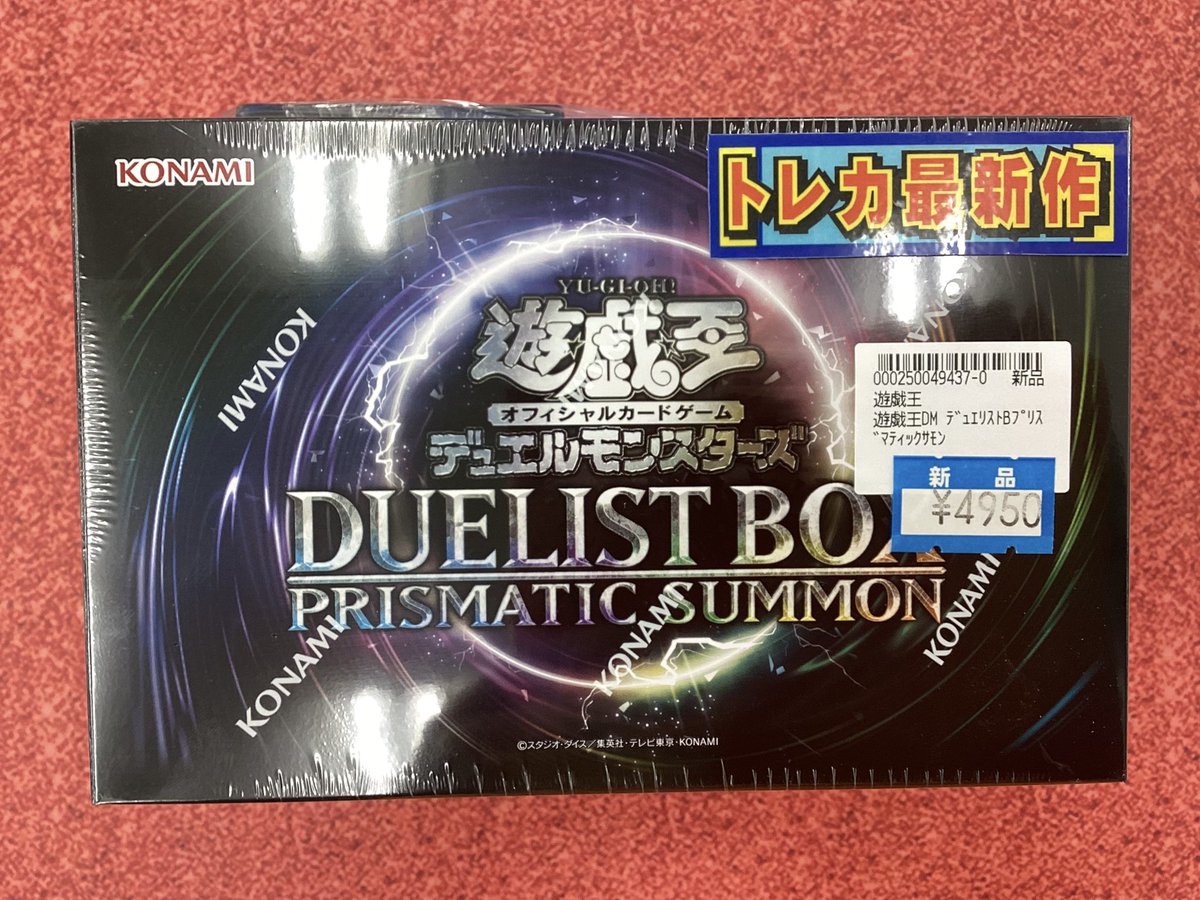 KONAMI
トレカ最新作
YU-GI-OH!
遊戯王
オフィシャルカードゲーム
デュエルモンスターズ
DUELIST BOX
PRISMATIC SUMMON
000250049437-0 新品
遊戯王
遊戯王DM デュエリストBプリズ
マティックサモン
新品
¥4950
KONAMI
KONAMI
KONAMI
KONAMI
KONAMI
©スタジオ・ダイス/集英社・テレビ東京・KONAMI